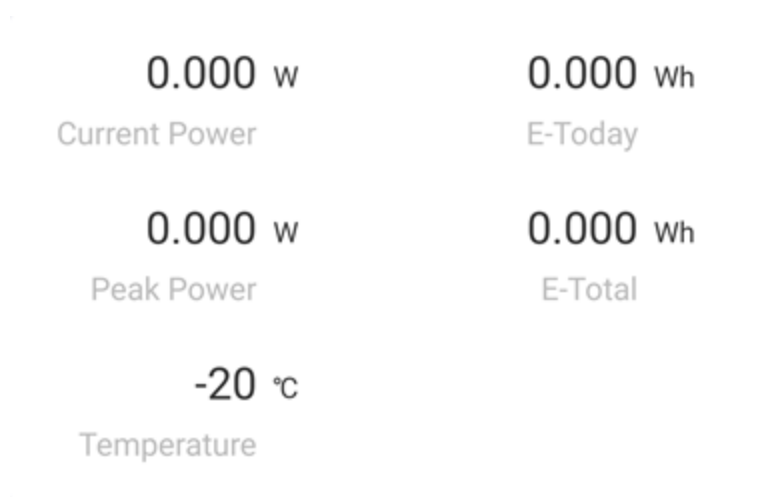 0.000 W 0.000 Wh
Current Power E-Today
0.000 W 0.000 Wh
Peak Power E-Total
-20 °C
Temperature